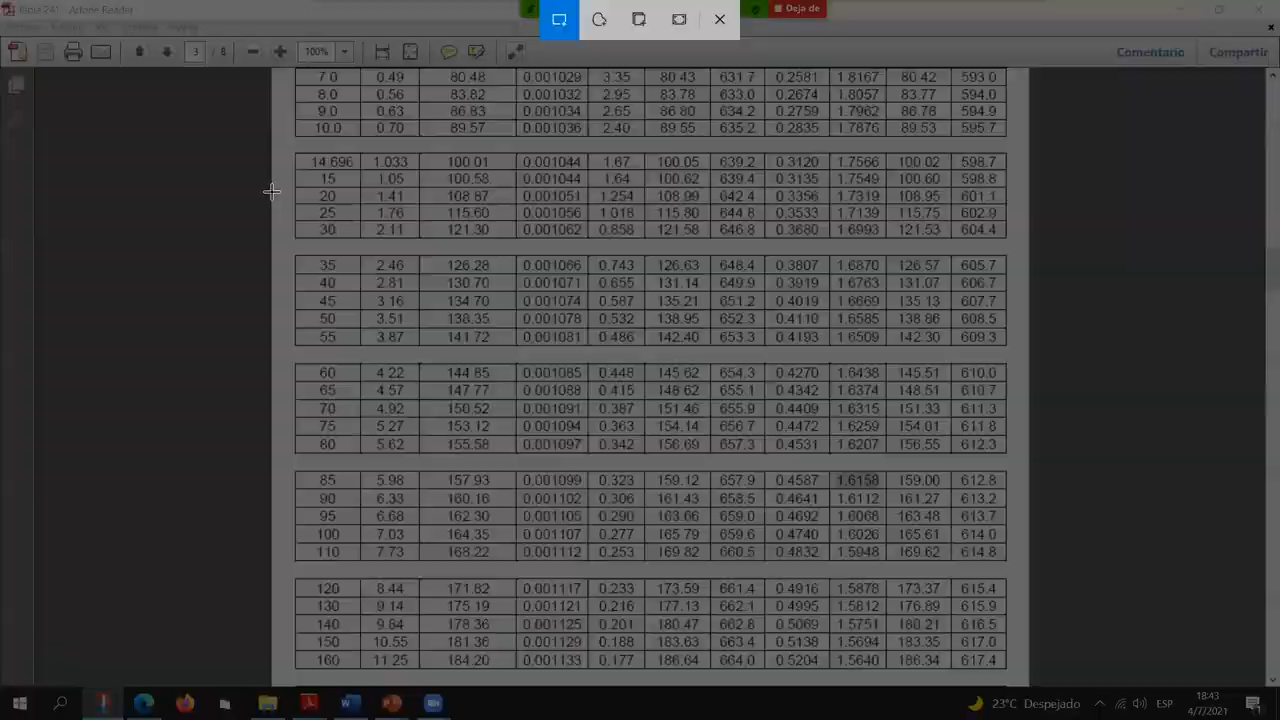 Deja de
3 / 8
100%
Comentario
Compartir
7.0 0.49 80.48 0.001029 3.35 80.43 631.7 0.2581 1.8167 80.42 593.0
8.0 0.56 83.82 0.001032 2.95 83.78 633.0 0.2674 1.8057 83.77 594.0
9.0 0.63 86.83 0.001034 2.65 86.80 634.2 0.2759 1.7962 86.78 594.9
10.0 0.70 89.57 0.001036 2.40 89.55 635.2 0.2835 1.7876 89.53 595.7
14.696 1.033 100.01 0.001044 1.67 100.05 639.2 0.3120 1.7566 100.02 598.7
15 1.05 100.58 0.001044 1.64 100.62 639.4 0.3135 1.7549 100.60 598.8
20 1.41 108.87 0.001051 1.254 108.99 642.4 0.3356 1.7319 108.95 601.1
25 1.76 115.60 0.001056 1.018 115.80 644.8 0.3533 1.7139 115.75 602.9
30 2.11 121.30 0.001062 0.858 121.58 646.8 0.3680 1.6993 121.53 604.4
35 2.46 126.28 0.001066 0.743 126.63 648.4 0.3807 1.6870 126.57 605.7
40 2.81 130.70 0.001071 0.655 131.14 649.9 0.3919 1.6763 131.07 606.7
45 3.16 134.70 0.001074 0.587 135.21 651.2 0.4019 1.6669 135.13 607.7
50 3.51 138.35 0.001078 0.532 138.95 652.3 0.4110 1.6585 138.86 608.5
55 3.87 141.72 0.001081 0.486 142.40 653.3 0.4193 1.6509 142.30 609.3
60 4.22 144.85 0.001085 0.448 145.62 654.3 0.4270 1.6438 145.51 610.0
65 4.57 147.77 0.001088 0.415 148.62 655.1 0.4342 1.6374 148.51 610.7
70 4.92 150.52 0.001091 0.387 151.46 655.9 0.4409 1.6315 151.33 611.3
75 5.27 153.12 0.001094 0.363 154.14 656.7 0.4472 1.6259 154.01 611.8
80 5.62 155.58 0.001097 0.342 156.69 657.3 0.4531 1.6207 156.55 612.3
85 5.98 157.93 0.001099 0.323 159.12 657.9 0.4587 1.6158 159.00 612.8
90 6.33 160.16 0.001102 0.306 161.43 658.5 0.4641 1.6112 161.27 613.2
95 6.68 162.30 0.001105 0.290 163.66 659.0 0.4692 1.6068 163.48 613.7
100 7.03 164.35 0.001107 0.277 165.79 659.6 0.4740 1.6026 165.61 614.0
110 7.73 168.22 0.001112 0.253 169.82 660.5 0.4832 1.5948 169.62 614.8
120 8.44 171.82 0.001117 0.233 173.59 661.4 0.4916 1.5878 173.37 615.4
130 9.14 175.19 0.001121 0.216 177.13 662.1 0.4995 1.5812 176.89 615.9
140 9.84 178.36 0.001125 0.201 180.47 662.8 0.5069 1.5751 180.21 616.5
150 10.55 181.36 0.001129 0.188 183.63 663.4 0.5138 1.5694 183.35 617.0
160 11.25 184.20 0.001133 0.177 186.64 664.0 0.5204 1.5640 186.34 617.4
23°C Despejado
ESP
18:43
4/7/2021